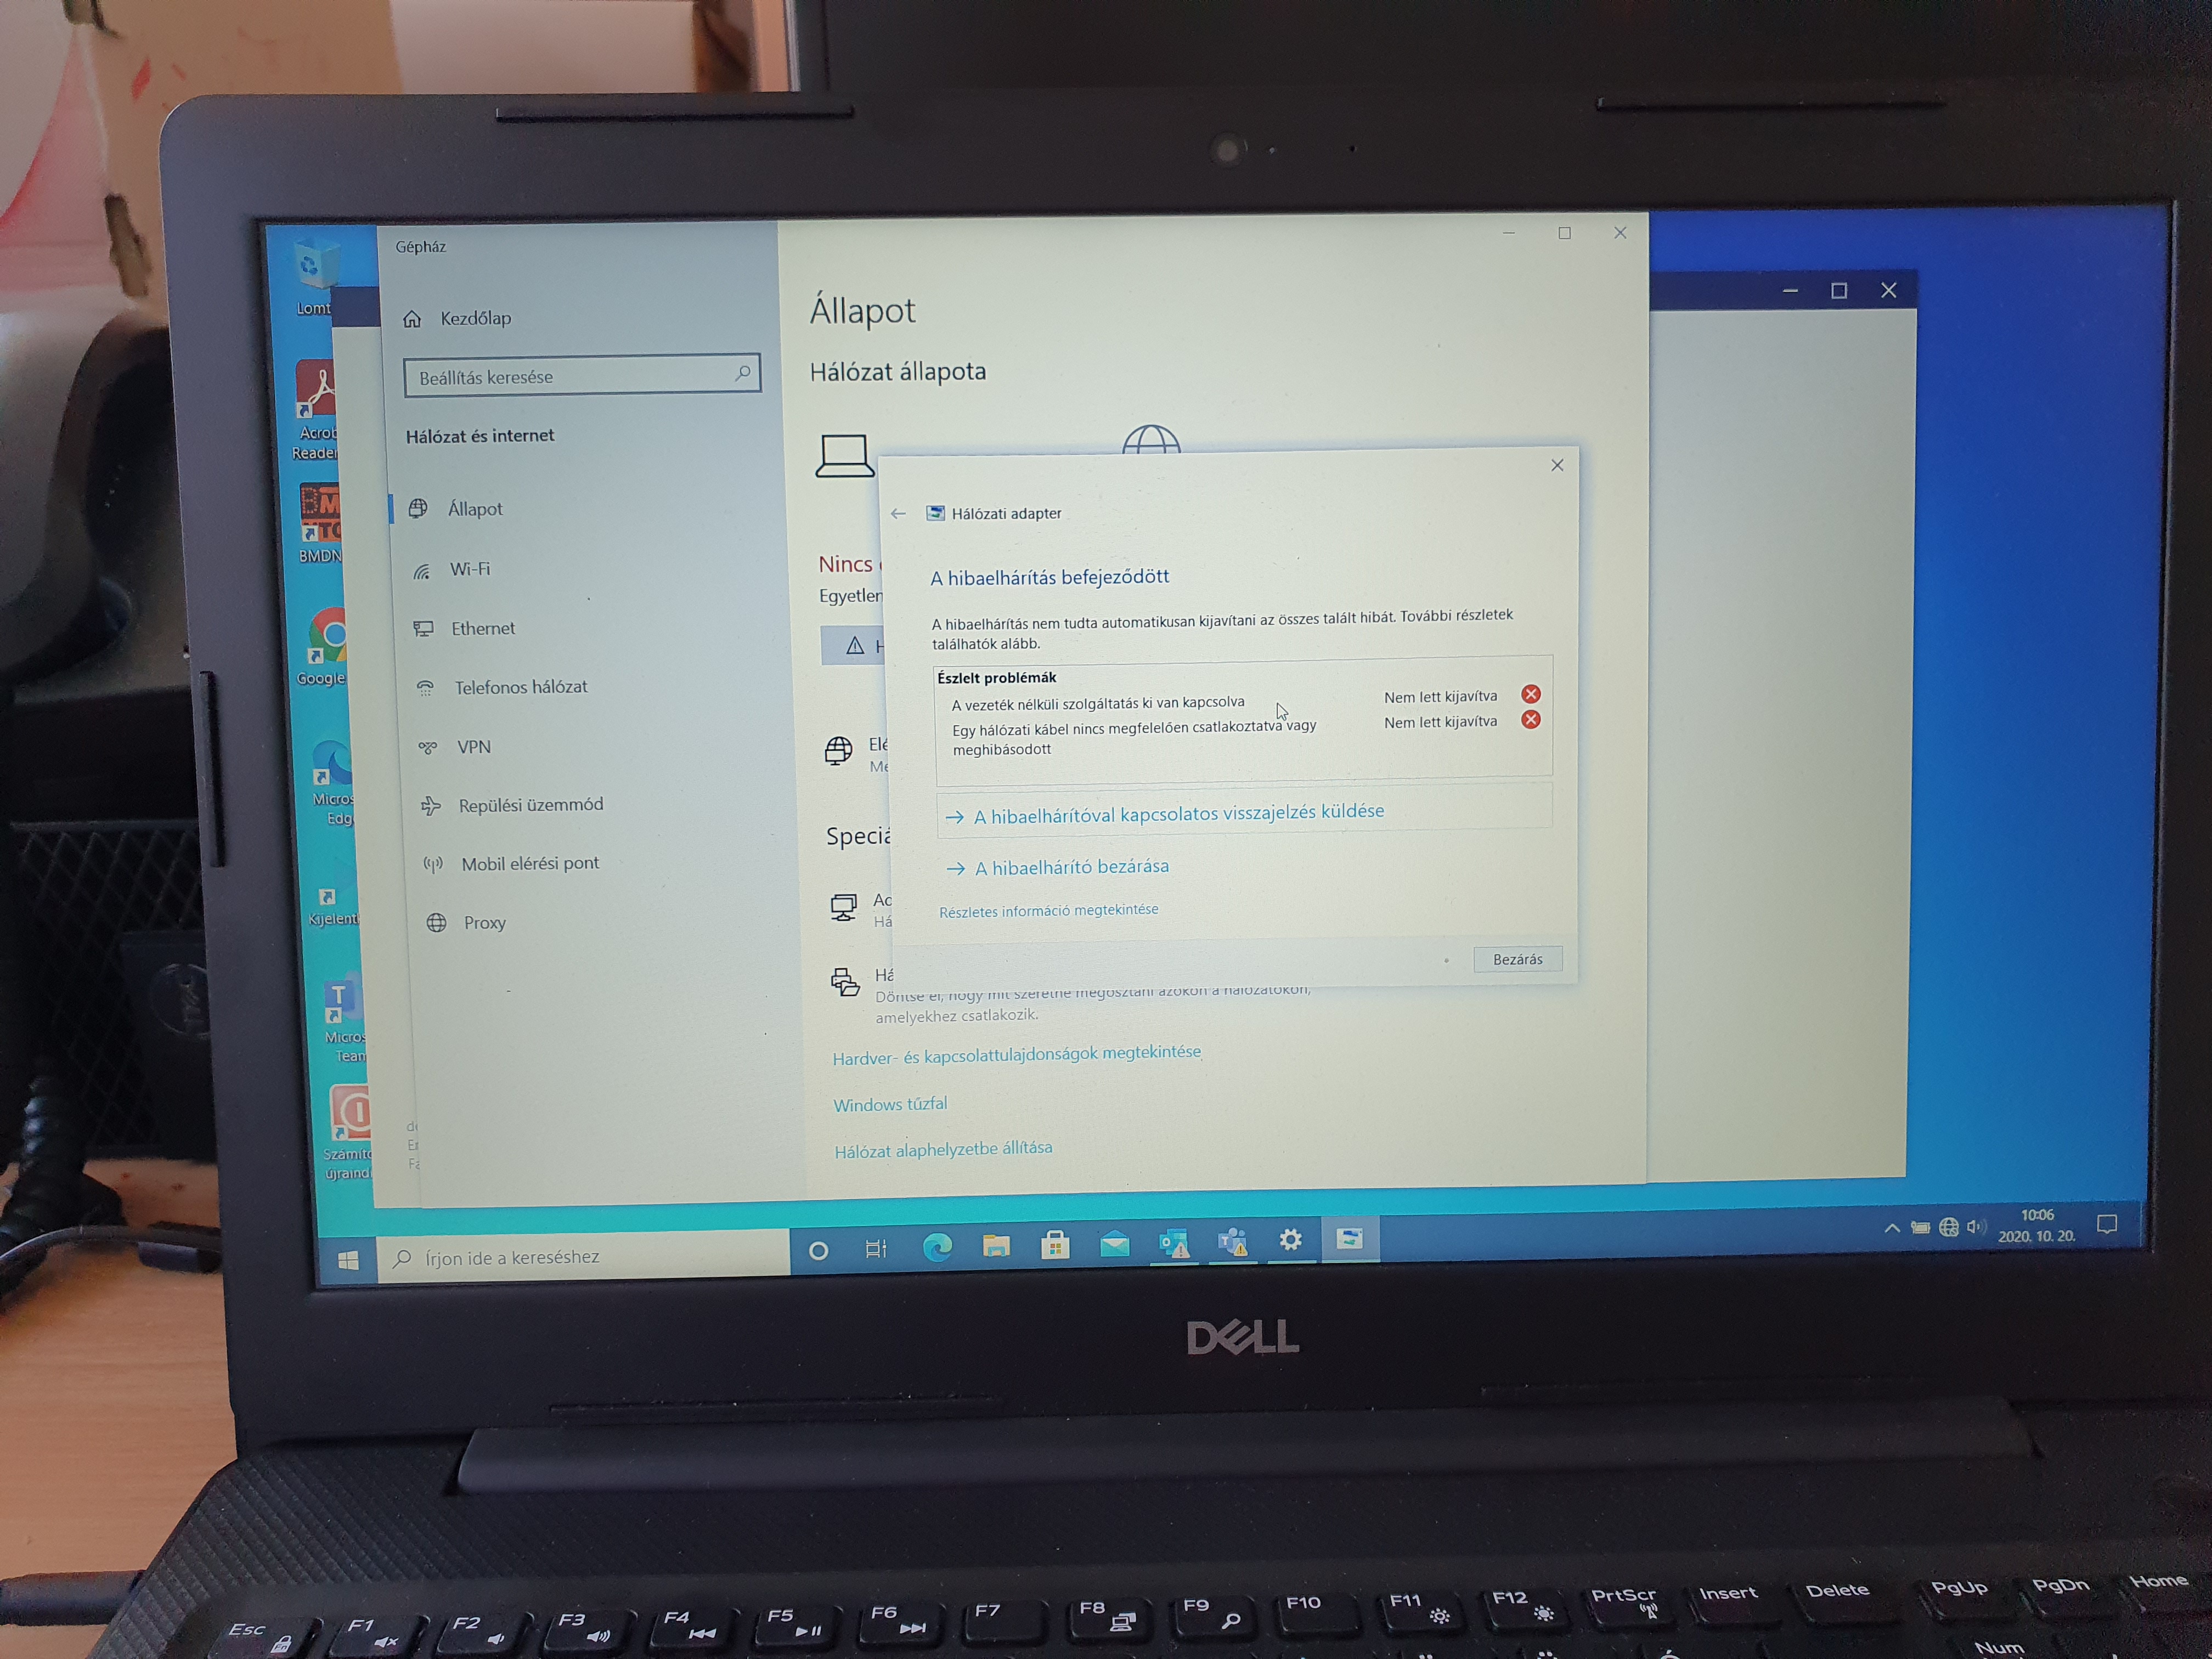 Gépház
Kezdőlap
Beállítás keresése
Hálózat és internet
Állapot
Wi-Fi
Ethernet
Telefonos hálózat
VPN
Repülési üzemmód
Mobil elérési pont
Proxy
Állapot
Hálózat állapota
Nincs
Egyetlen
Speciá
Döntse el, hogy mit szeretne megosztani azokon a hálózatokon,
amelyekhez csatlakozik.
Hardver- és kapcsolattulajdonságok megtekintése
Windows tűzfal
Hálózat alaphelyzetbe állítása
Hálózati adapter
A hibaelhárítás befejeződött
A hibaelhárítás nem tudta automatikusan kijavítani az összes talált hibát. További részletek
találhatók alább.
Észlelt problémák
A vezeték nélküli szolgáltatás ki van kapcsolva Nem lett kijavítva
Egy hálózati kábel nincs megfelelően csatlakoztatva vagy Nem lett kijavítva
meghibásodott
A hibaelhárítóval kapcsolatos visszajelzés küldése
A hibaelhárító bezárása
Részletes információ megtekintése
Bezárás
Lomt
Acrob
Reader
BMDN
Google
Micros
Edg
Kijelent
Micros
Team
Számító
újraind
Írjon ide a kereséshez
10:06
2020. 10. 20.
DELL
Esc F1 F2 F3 F4 F5 F6 F7 F8 F9 F10 F11 F12 PrtScr Insert Delete PgUp PgDn Home
Num